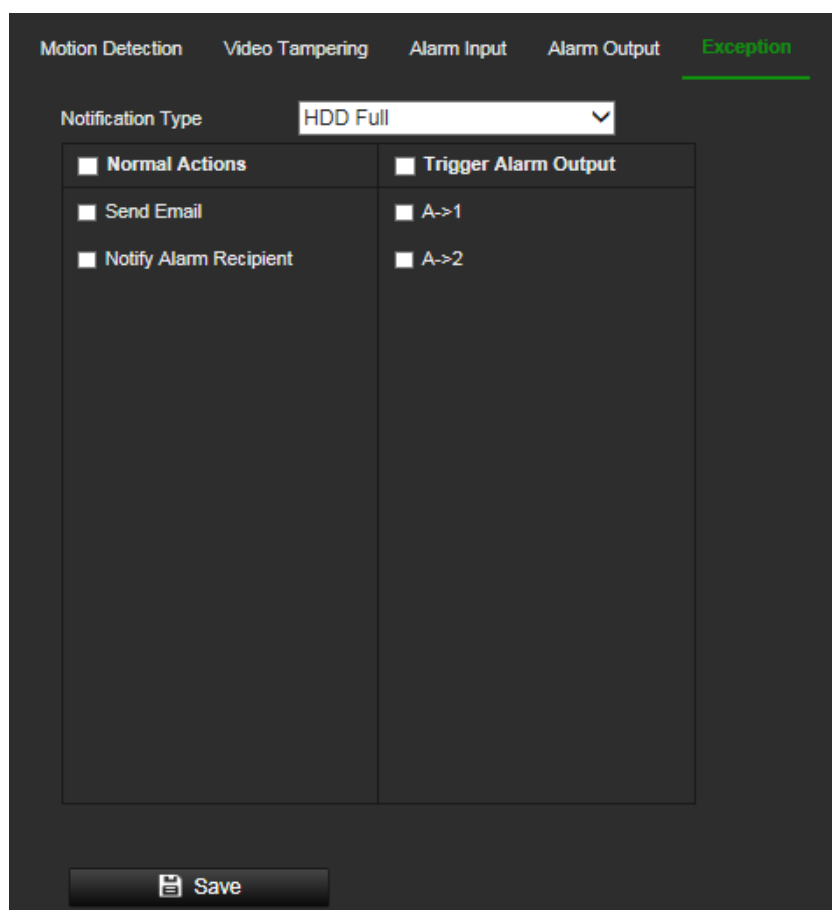 Motion Detection Video Tampering Alarm Input Alarm Output Exception
Notification Type HDD Full
Normal Actions Trigger Alarm Output
Send Email A->1
Notify Alarm Recipient A->2
Save